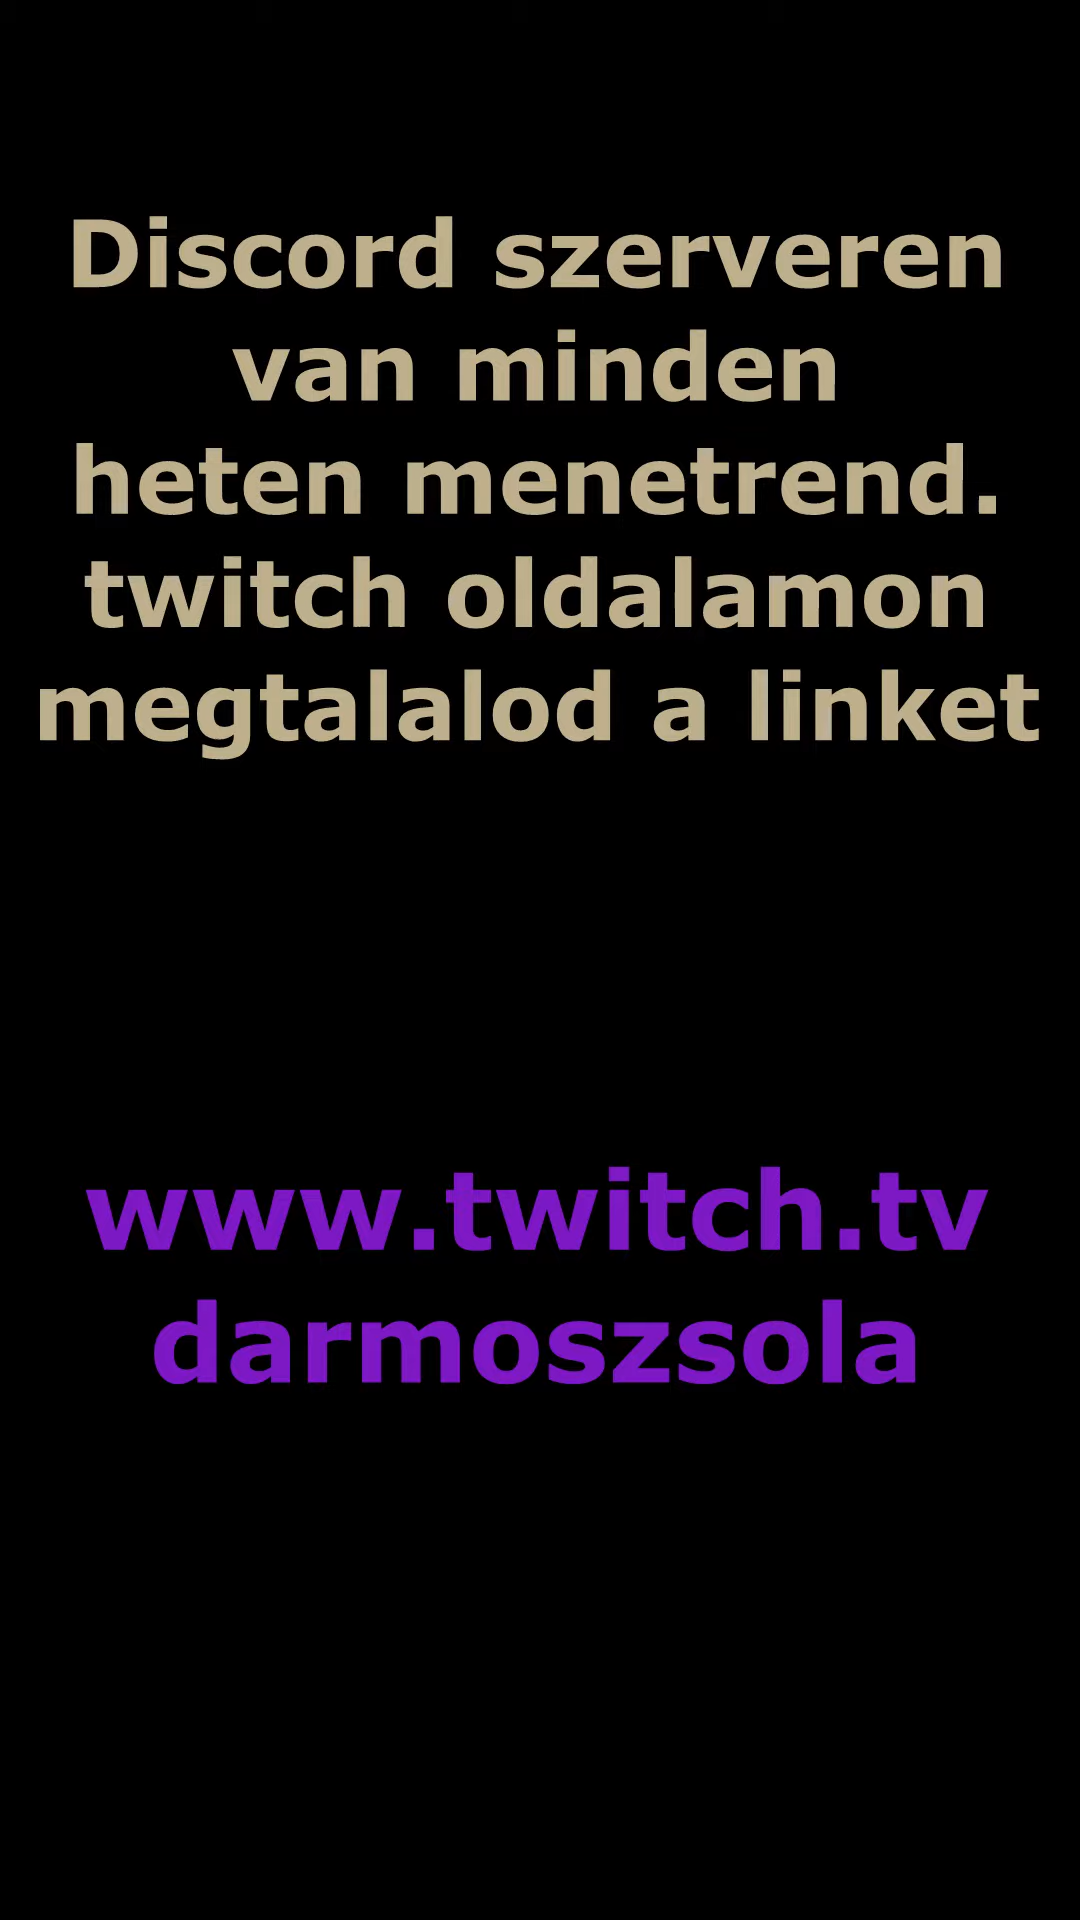 Discord szerveren
van minden
heten menetrend.
twitch oldalamon
megtalalod a linket
www.twitch.tv
darmoszsola